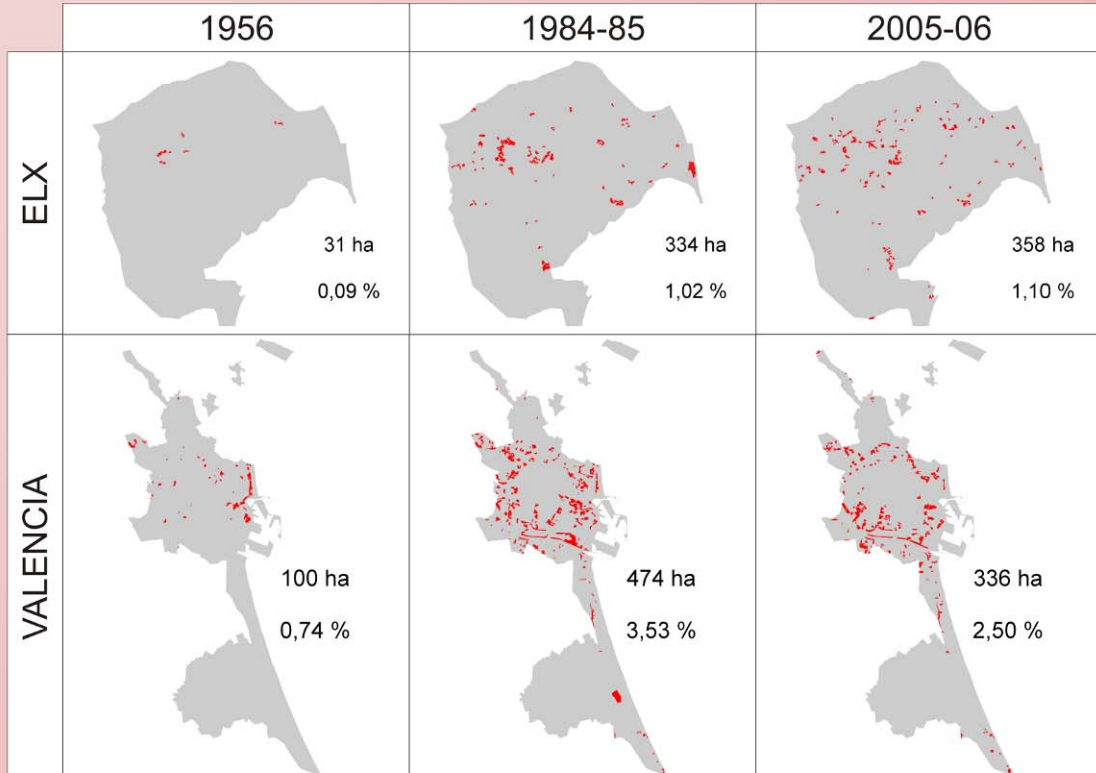 1956
1984-85
2005-06
ELX
31 ha
0,09 %
334 ha
1,02 %
358 ha
1,10 %
VALENCIA
100 ha
0,74 %
474 ha
3,53 %
336 ha
2,50 %